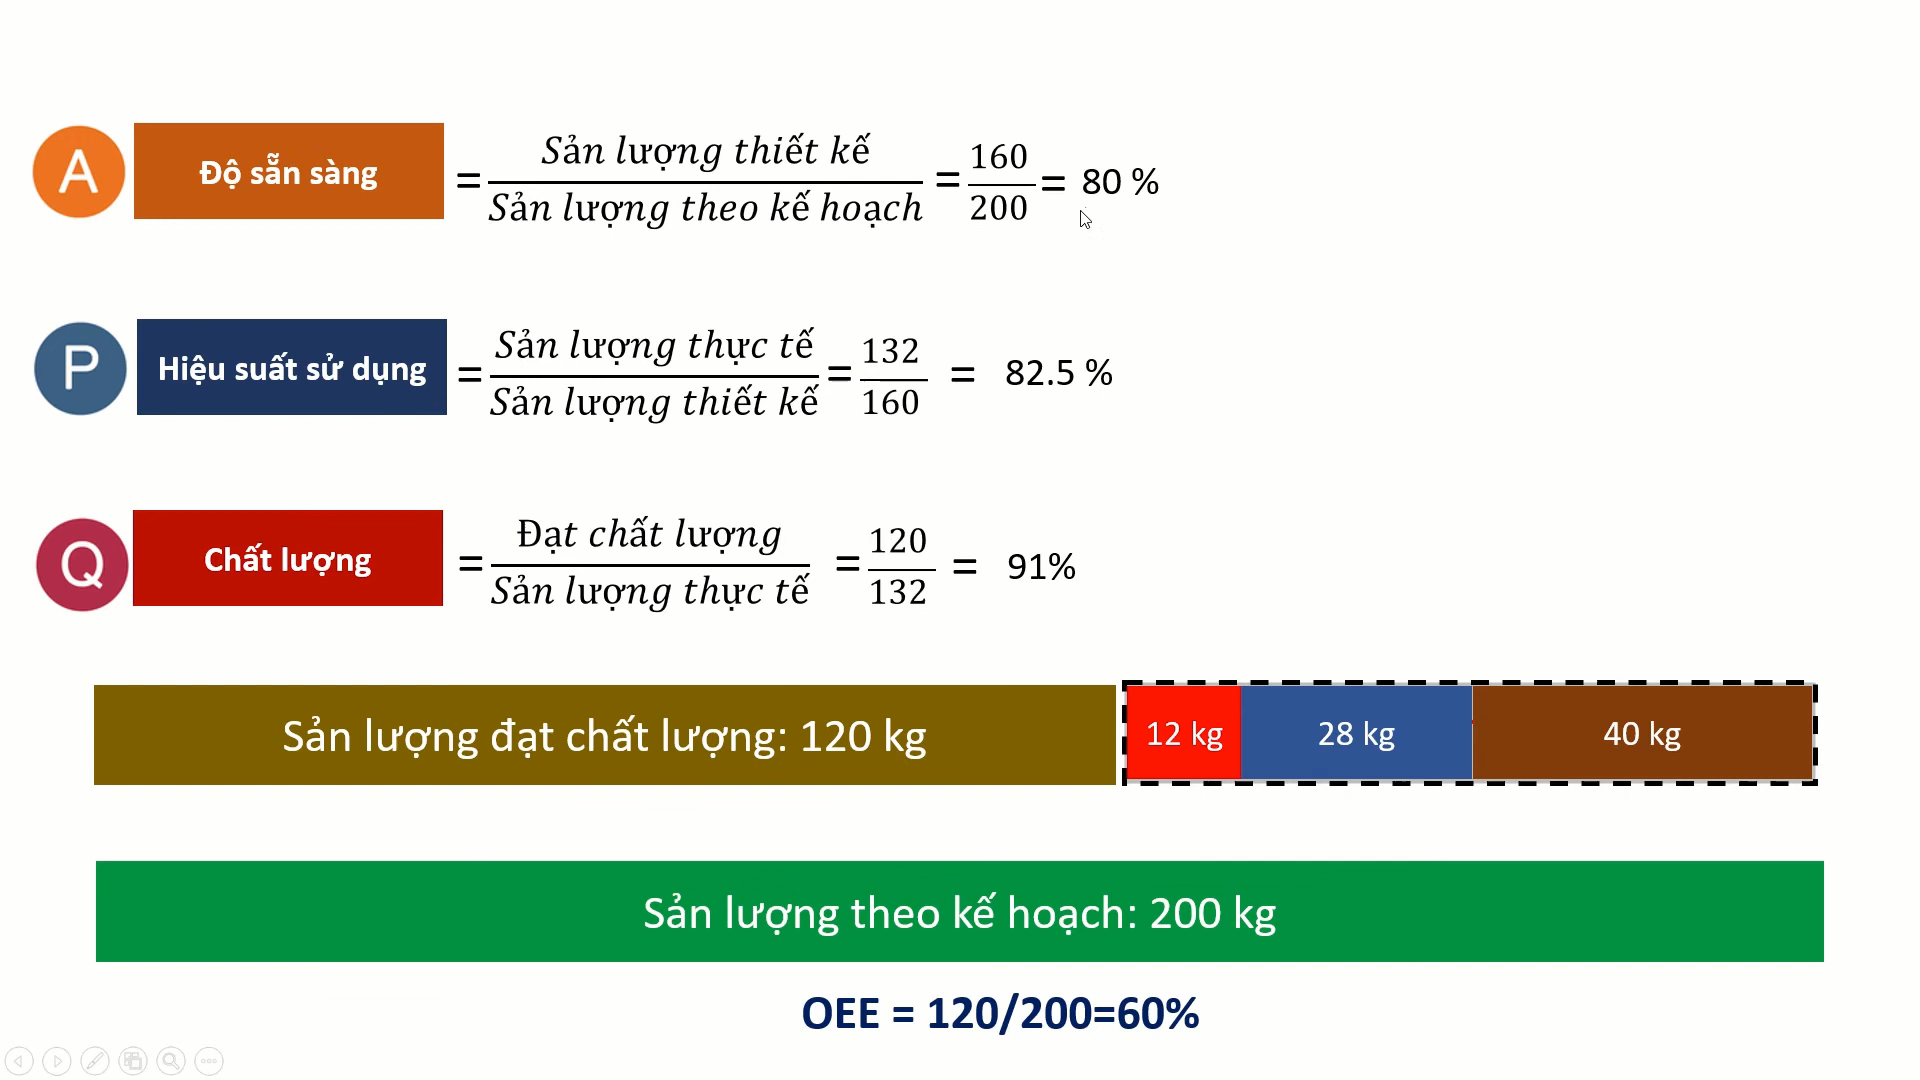 A Độ sẵn sàng = Sản lượng thiết kế / Sản lượng theo kế hoạch = 160 / 200 = 80 %
P Hiệu suất sử dụng = Sản lượng thực tế / Sản lượng thiết kế = 132 / 160 = 82.5 %
Q Chất lượng = Đạt chất lượng / Sản lượng thực tế = 120 / 132 = 91%
Sản lượng đạt chất lượng: 120 kg 12 kg 28 kg 40 kg
Sản lượng theo kế hoạch: 200 kg
OEE = 120/200=60%